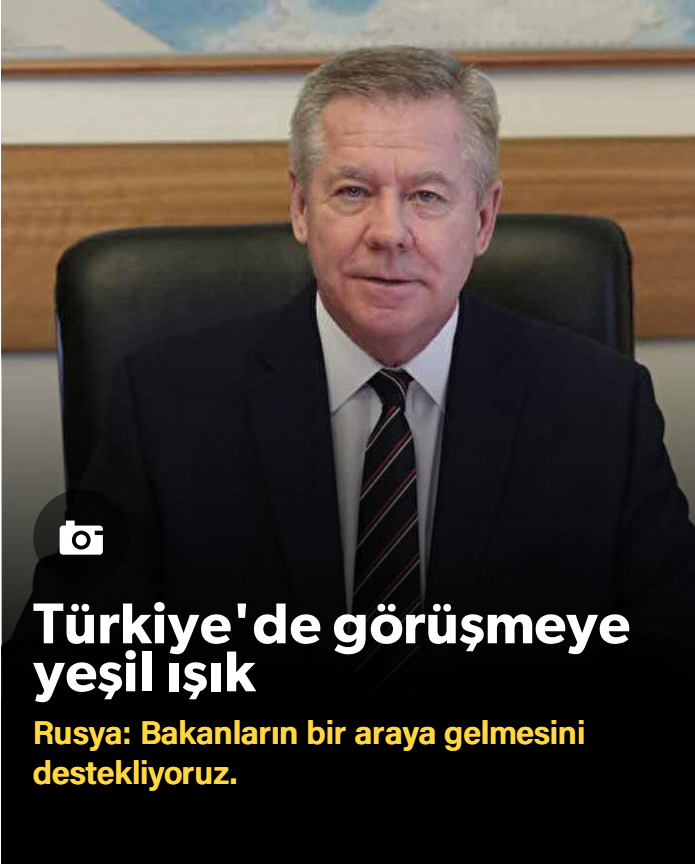 Türkiye'de görüşmeye
yeşil ışık
Rusya: Bakanların bir araya gelmesini
destekliyoruz.